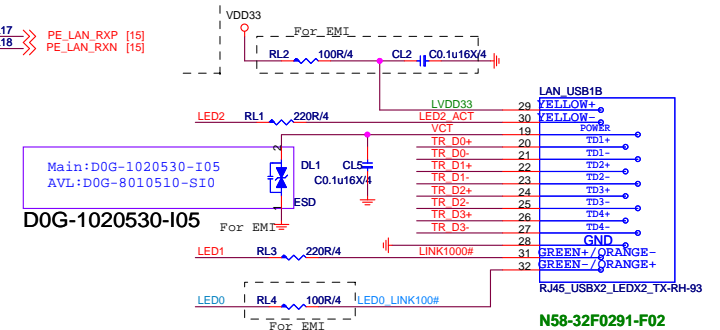 VDD33
For EMI
17 PE_LAN_RXP [15]
18 PE_LAN_RXN [15]
RL2 100R/4 CL2 C0.1u16X/4
LAN_USB1B
LVDD33 29 YELLOW+
LED2 RL1 220R/4 LED2_ACT 30 YELLOW-
VCT 19 POWER
TR_D0+ 20 TD1+
TR_D0- 21 TD1-
TR_D1+ 22 TD2+
TR_D1- 23 TD2-
TR_D2+ 24 TD3+
TR_D2- 25 TD3-
TR_D3+ 26 TD4+
TR_D3- 27 TD4-
28 GND
2
Main:D0G-1020530-I05
AVL:D0G-8010510-SI0
DL1
CL5
C0.1u16X/4
1
ESD
D0G-1020530-I05
For EMI
LED1 RL3 220R/4 LINK1000# 31 GREEN+/ORANGE-
32 GREEN-/ORANGE+
RJ45_USBX2_LEDX2_TX-RH-93
LED0 RL4 100R/4 LED0_LINK100#
For EMI
N58-32F0291-F02